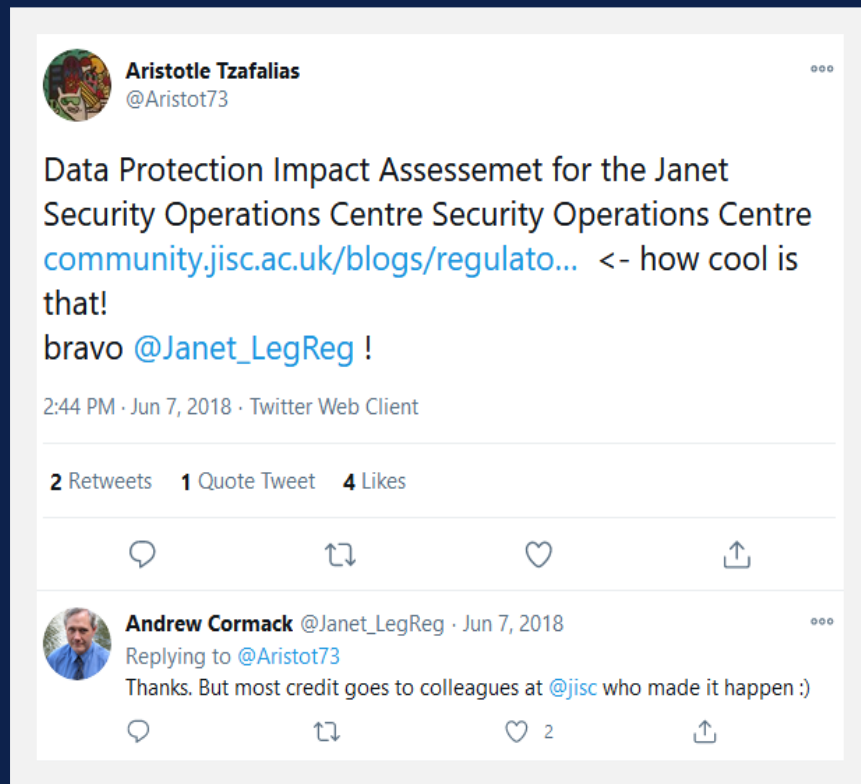 Aristotle Tzafalias
@Aristot73
Data Protection Impact Assessemet for the Janet
Security Operations Centre Security Operations Centre
community.jisc.ac.uk/blogs/regulato... <- how cool is
that!
bravo @Janet_LegReg !
2:44 PM · Jun 7, 2018 · Twitter Web Client
2 Retweets 1 Quote Tweet 4 Likes
Andrew Cormack @Janet_LegReg · Jun 7, 2018
Replying to @Aristot73
Thanks. But most credit goes to colleagues at @jisc who made it happen :)
2